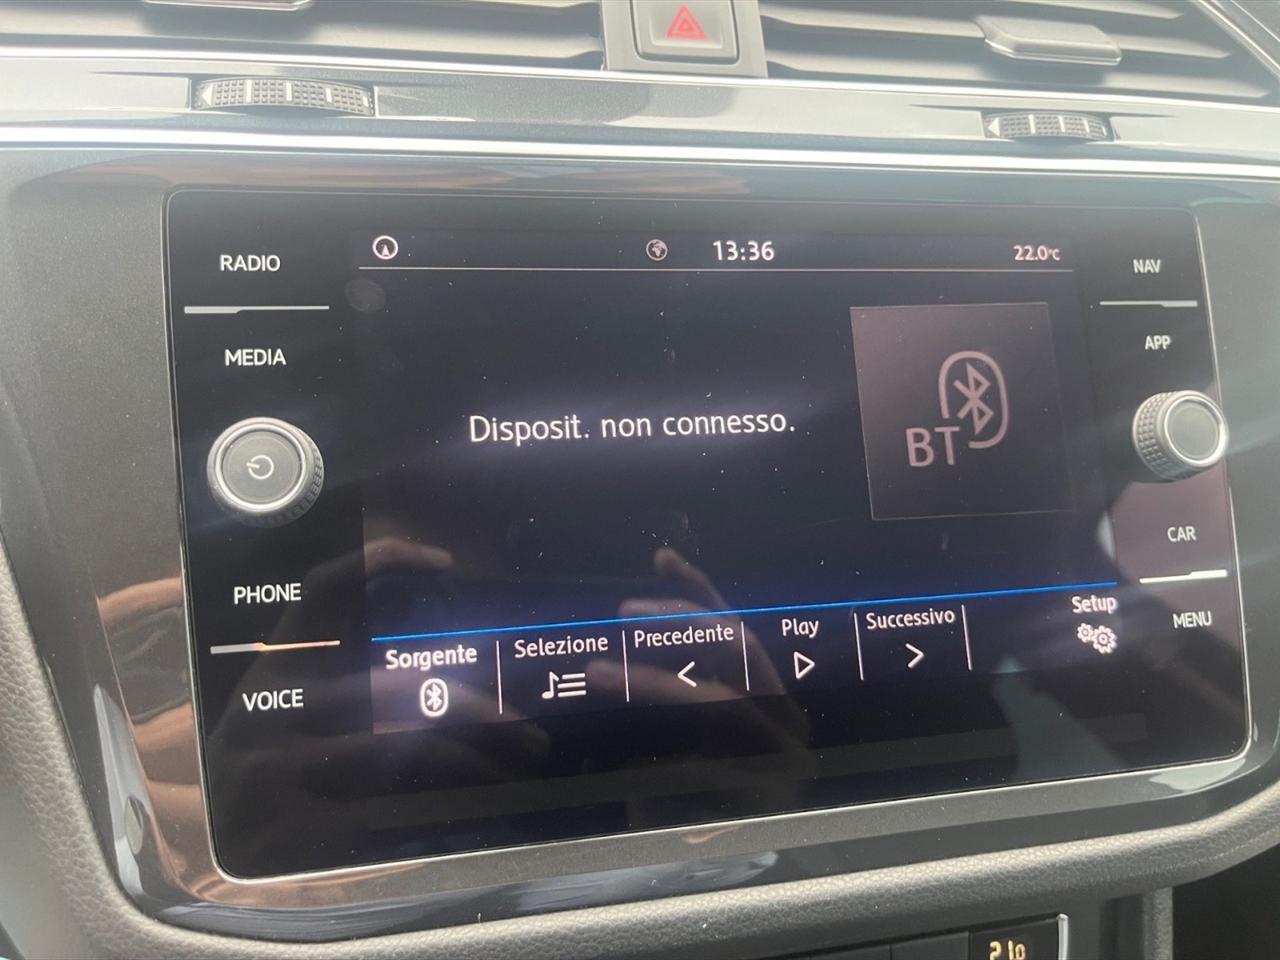 RADIO
MEDIA
PHONE
VOICE
13:36
22.0°C
Disposit. non connesso.
BT
Sorgente
Selezione
Precedente
Play
Successivo
Setup
NAV
APP
CAR
MENU